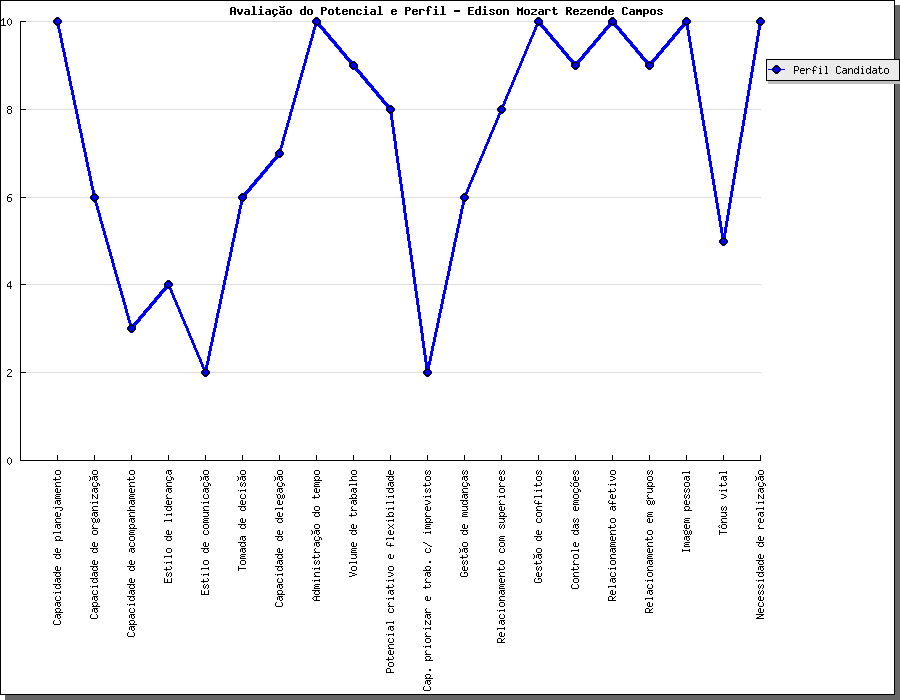 Avaliação do Potencial e Perfil - Edison Mozart Rezende Campos
10
8
6
4
2
0
Perfil Candidato
Capacidade de planejamento
Capacidade de organização
Capacidade de acompanhamento
Estilo de liderança
Estilo de comunicação
Tomada de decisão
Capacidade de delegação
Administração do tempo
Volume de trabalho
Potencial criativo e flexibilidade
Cap. priorizar e trab. c/ imprevistos
Gestão de mudanças
Relacionamento com superiores
Gestão de conflitos
Controle das emoções
Relacionamento afetivo
Relacionamento em grupos
Imagem pessoal
Tônus vital
Necessidade de realização